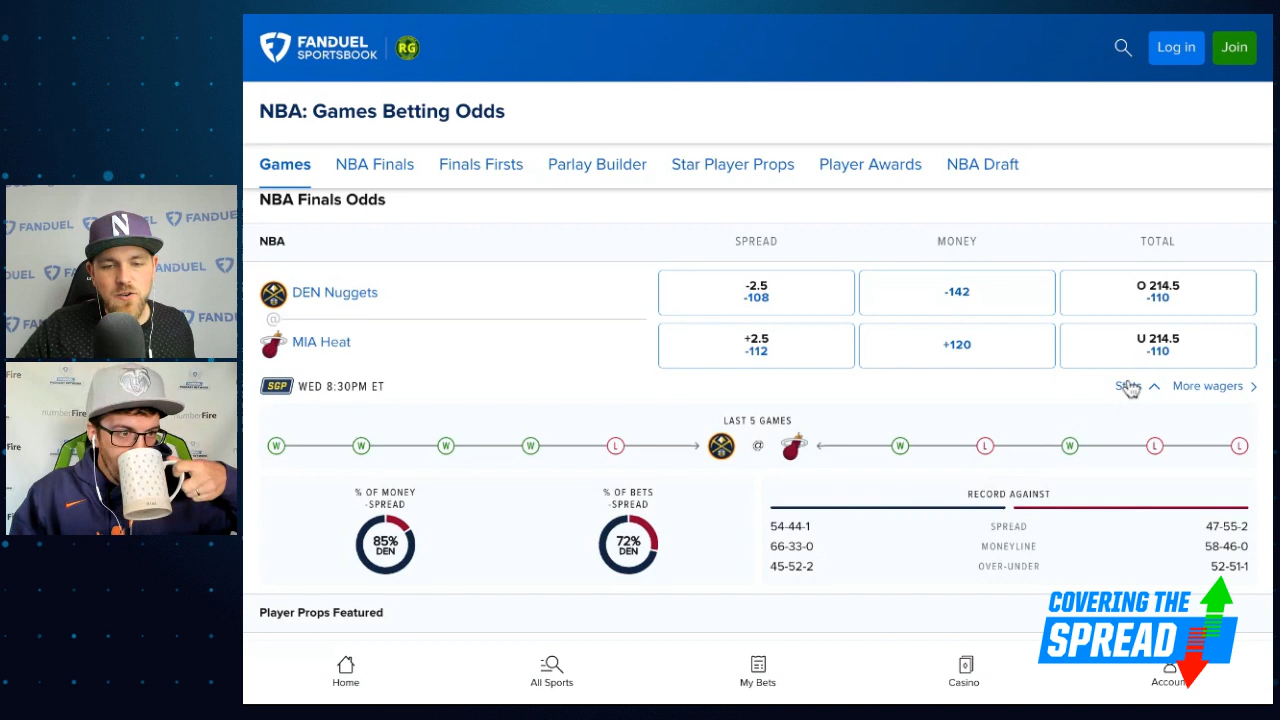 FANDUEL
SPORTSBOOK
RG
Log in
Join
NBA: Games Betting Odds
Games
NBA Finals
Finals Firsts
Parlay Builder
Star Player Props
Player Awards
NBA Draft
NBA Finals Odds
NBA
SPREAD
MONEY
TOTAL
DEN Nuggets
-2.5
-108
-142
O 214.5
-110
@
MIA Heat
+2.5
-112
+120
U 214.5
-110
SGP WED 8:30PM ET
More wagers
LAST 5 GAMES
W W W W L @ W L W L L
% OF MONEY
-SPREAD
85%
DEN
% OF BETS
-SPREAD
72%
DEN
RECORD AGAINST
54-44-1 SPREAD 47-55-2
66-33-0 MONEYLINE 58-46-0
45-52-2 OVER-UNDER 52-51-1
Player Props Featured
COVERING THE
SPREAD
Home
All Sports
My Bets
Casino
N
FANDUEL
FANDUEL
numberFire
numberFire